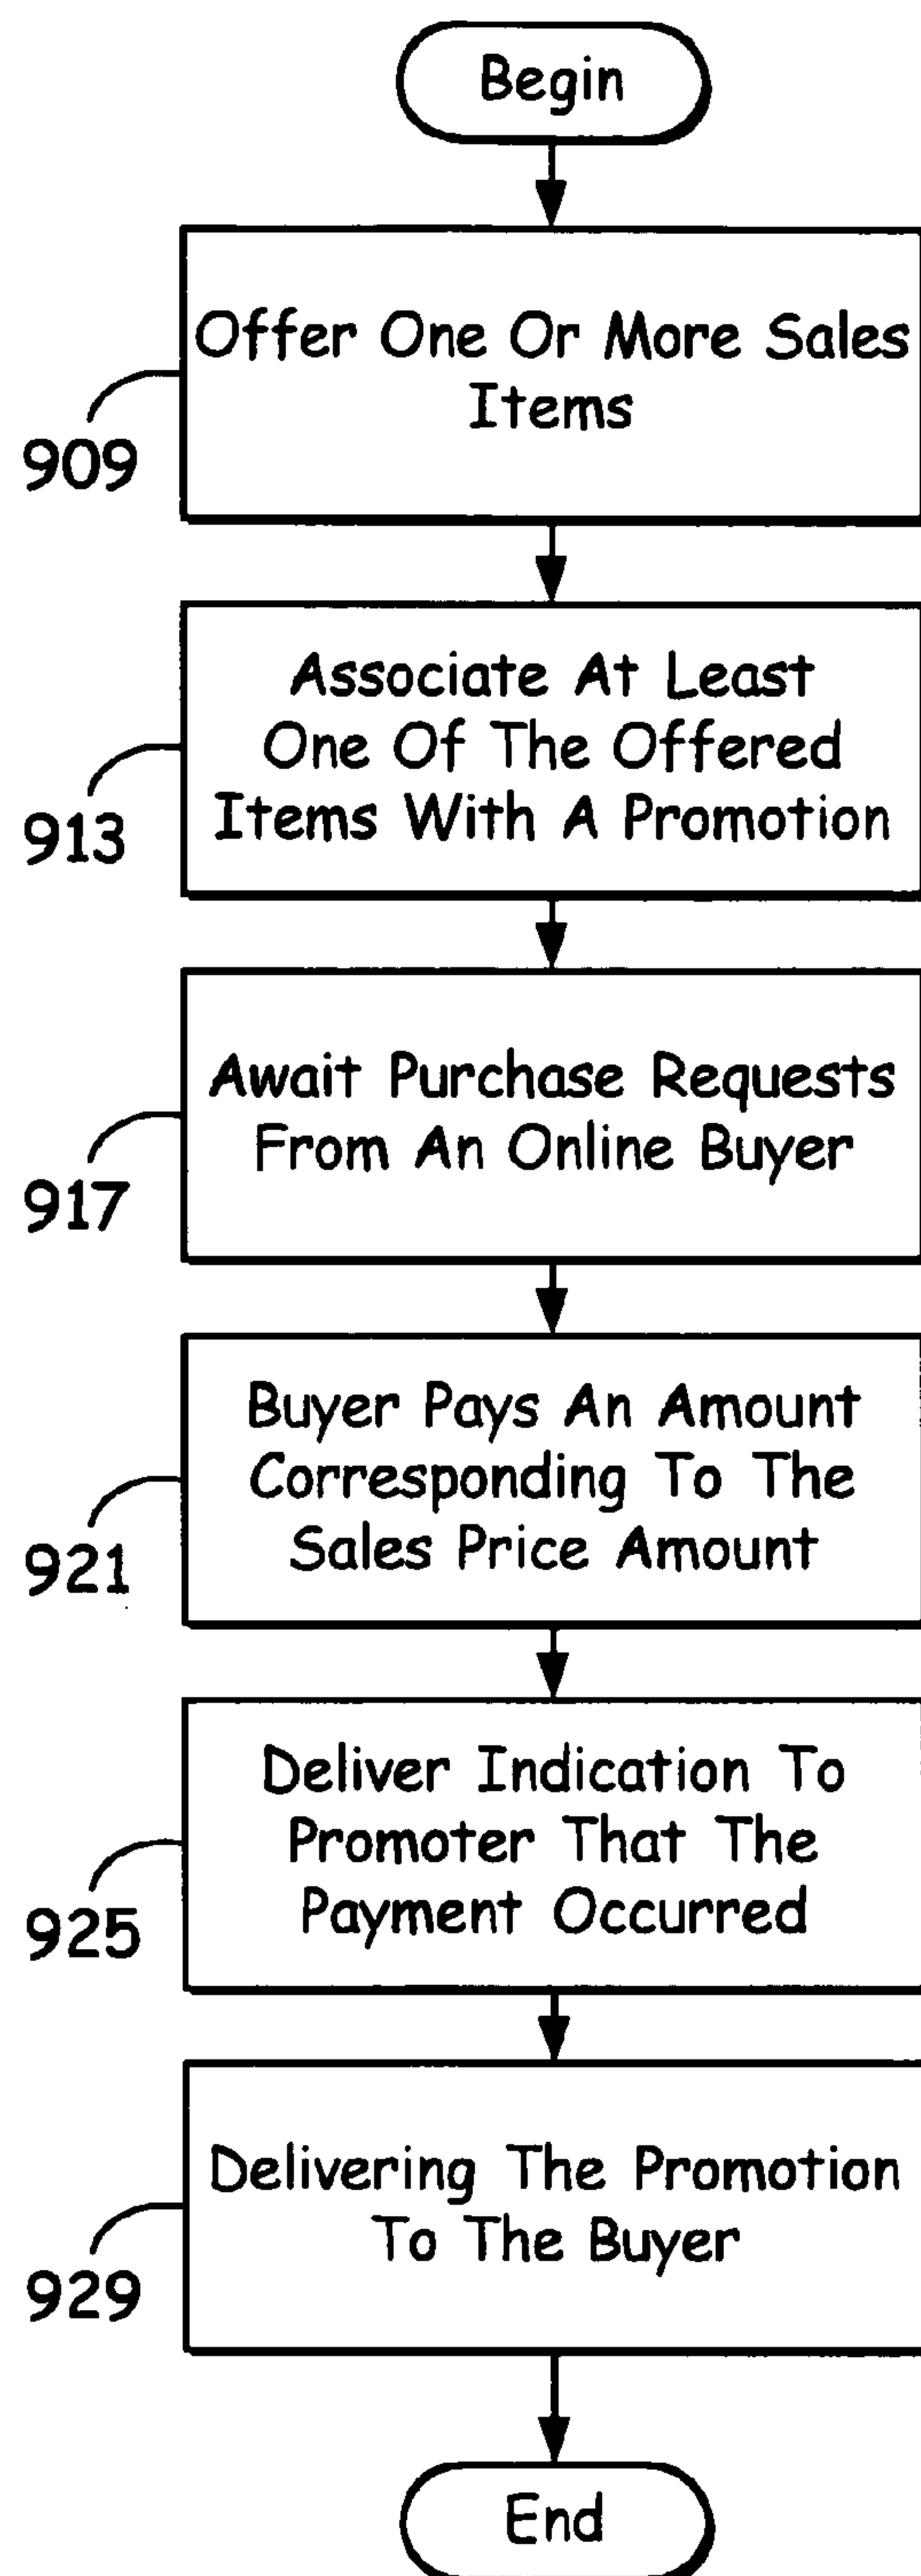 Begin
Offer One Or More Sales
Items
909
Associate At Least
One Of The Offered
Items With A Promotion
913
Await Purchase Requests
From An Online Buyer
917
Buyer Pays An Amount
Corresponding To The
Sales Price Amount
921
Deliver Indication To
Promoter That The
Payment Occurred
925
Delivering The Promotion
To The Buyer
929
End